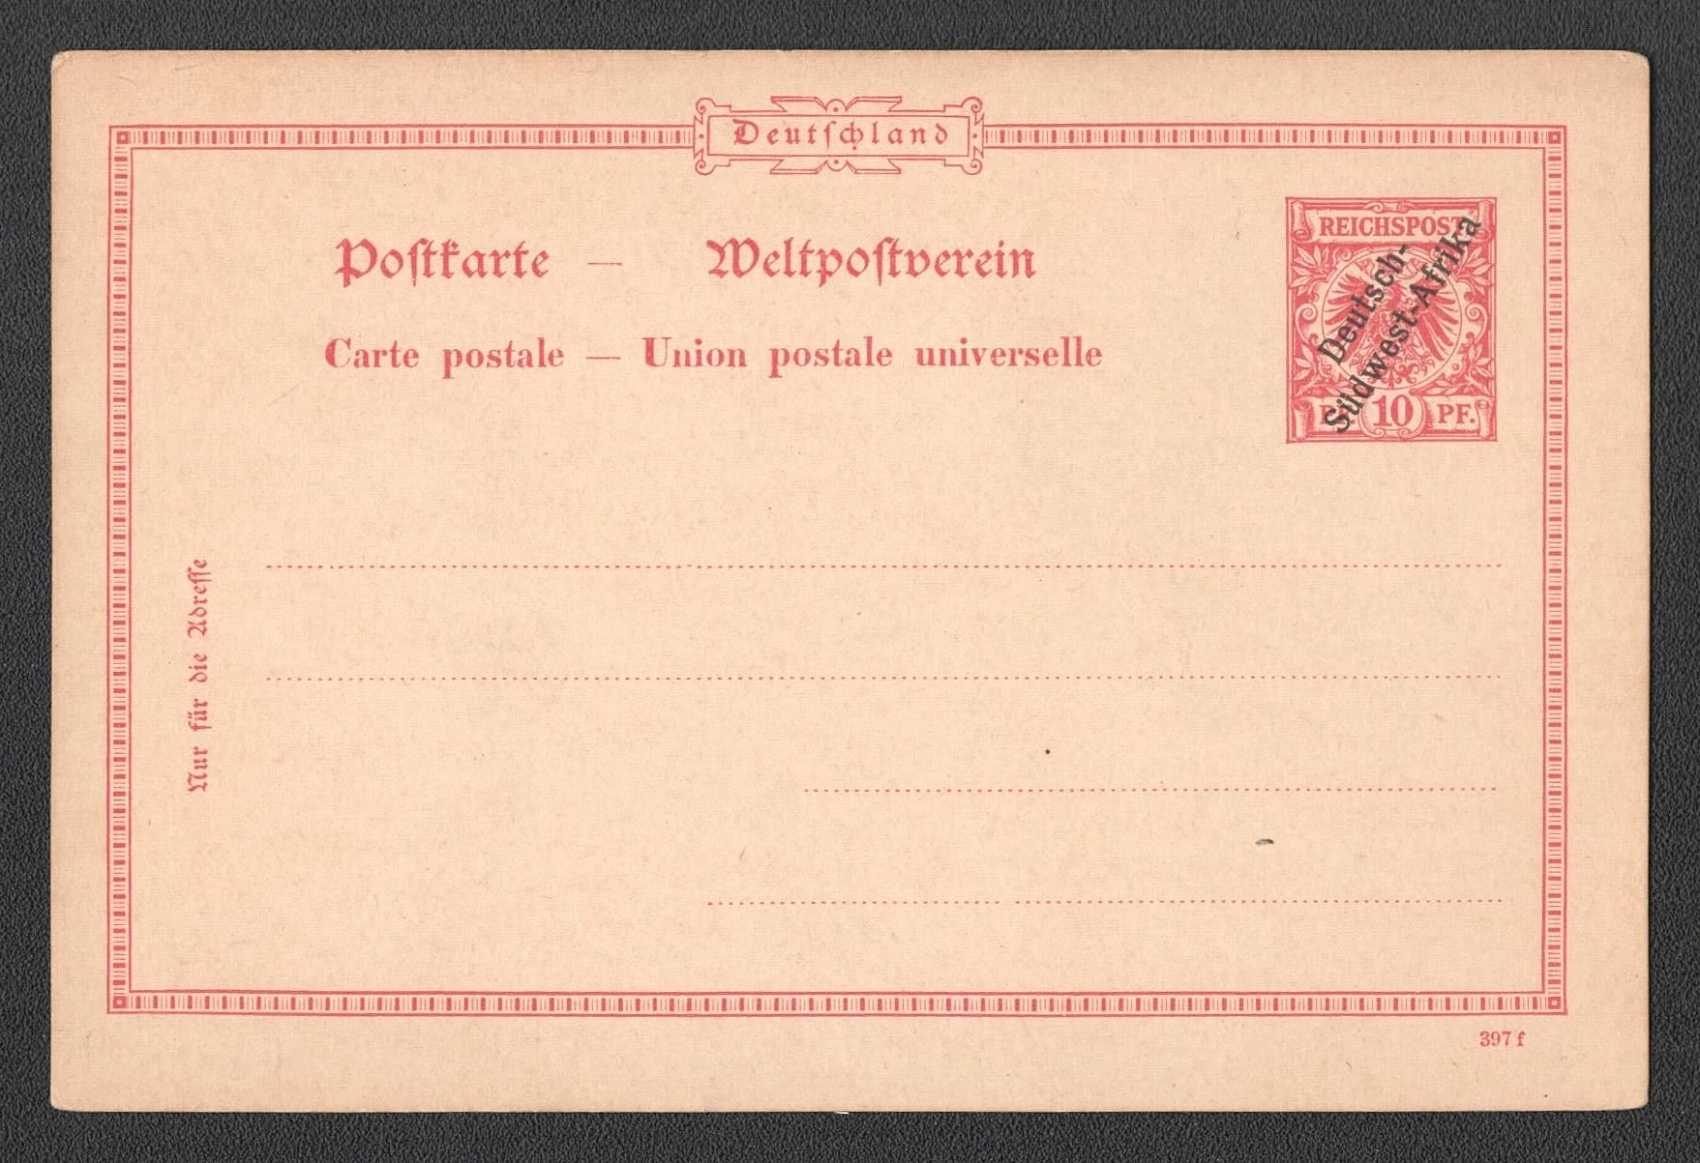 Deutſchland
Poſtkarte — Weltpoſtverein
Carte postale — Union postale universelle
REICHSPOST
Deutsch-
Südwest-Afrika
10 PF.
Nur für die Adreſſe
397 f